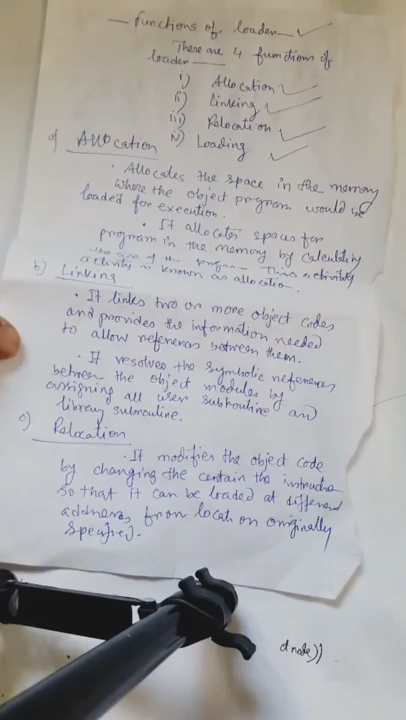 Functions of loader
There are 4 functions of
loader
i) Allocation
ii) Linking
iii) Relocation
iv) Loading
a) Allocation
• Allocates the space in the memory
where the object program would be
loaded for execution.
• It allocates spaces for
program in the memory by calculating
the size of the program. This activity
activity is known as allocation.
b) Linking
• It links two or more object codes
and provides the information needed
to allow references between them.
• It resolves the symbolic references
between the object modules by
assigning all user subroutine and
library subroutine.
c) Relocation
• It modifies the object code
by changing the certain the instructn
so that it can be loaded at different
address from location originally
specified.